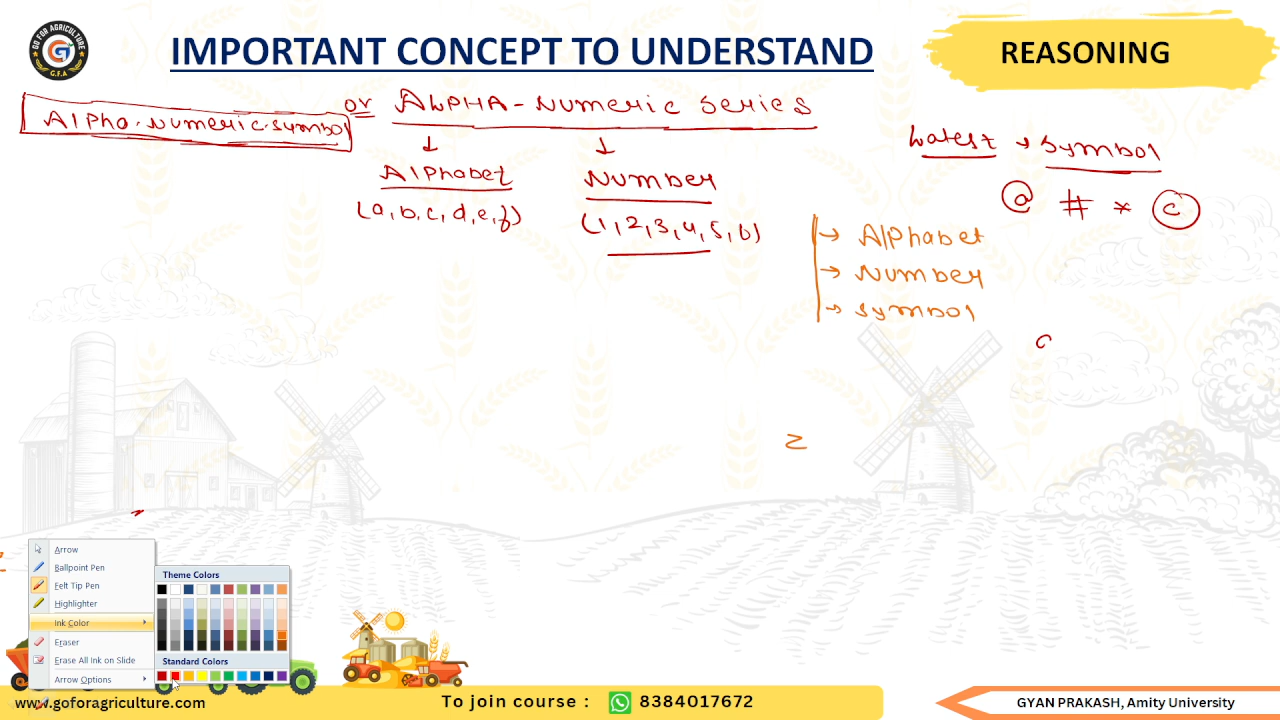 GO FOR AGRICULTURE
G.F.A
IMPORTANT CONCEPT TO UNDERSTAND
REASONING
Alpha-Numeric-symbol or ALPHA-Numeric series
Latest → Symbol
Alphabet Number
@ # * ©
(a, b, c, d, e, f) (1, 2, 3, 4, 5, 6)
→ Alphabet
→ Number
→ symbol
Arrow
Ballpoint Pen
Felt Tip Pen
Highlighter
Ink Color
Eraser
Erase All Ink on Slide
Arrow Options
Theme Colors
Standard Colors
www.goforagriculture.com
To join course : 8384017672
GYAN PRAKASH, Amity University